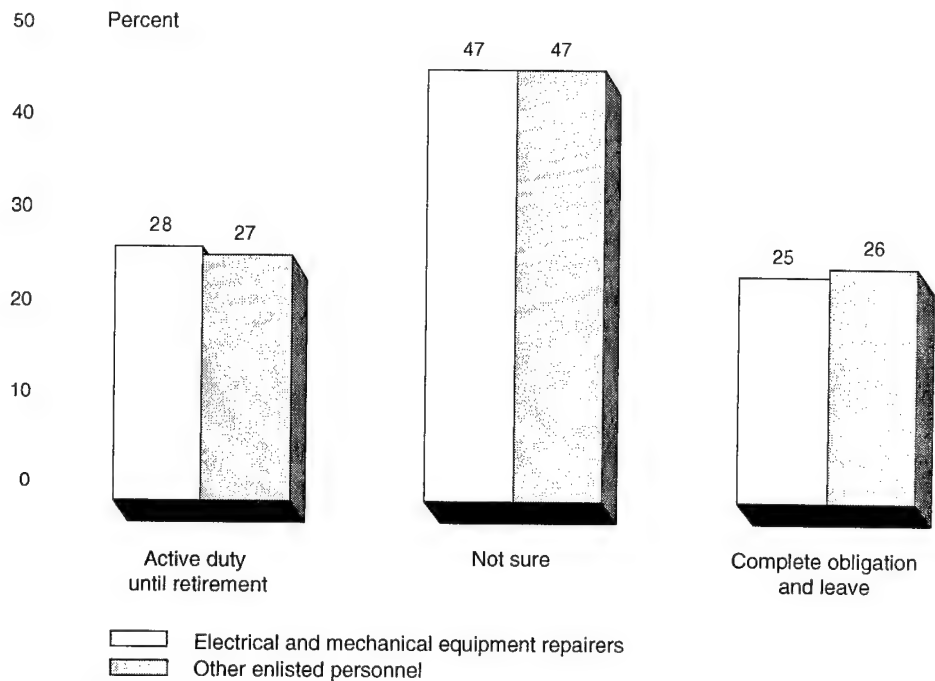 50 Percent
47 47
40
30
28 27
25 26
20
10
0
Active duty
until retirement
Not sure
Complete obligation
and leave
Electrical and mechanical equipment repairers
Other enlisted personnel